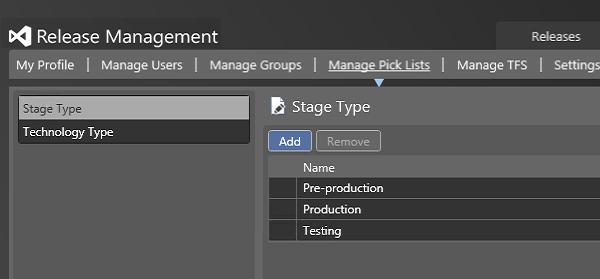 Release Management
Releases
My Profile | Manage Users | Manage Groups | Manage Pick Lists | Manage TFS | Settings
Stage Type
Technology Type
Stage Type
Add Remove
Name
Pre-production
Production
Testing